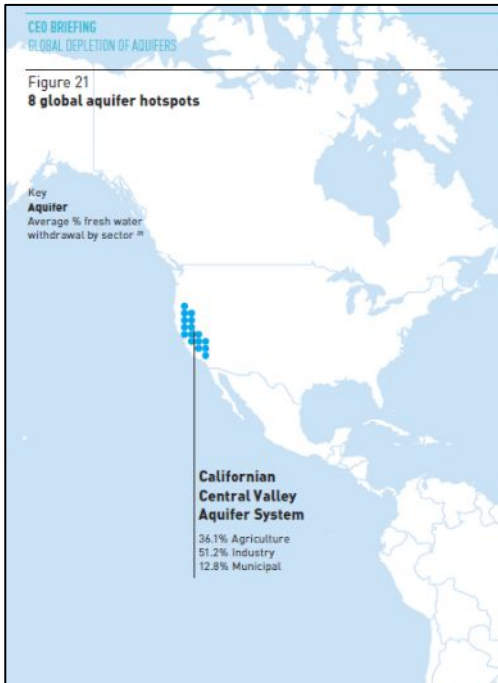 CEO BRIEFING
GLOBAL DEPLETION OF AQUIFERS
Figure 21
8 global aquifer hotspots
Key
Aquifer
Average % fresh water
withdrawal by sector
Californian
Central Valley
Aquifer System
36.1% Agriculture
51.2% Industry
12.8% Municipal